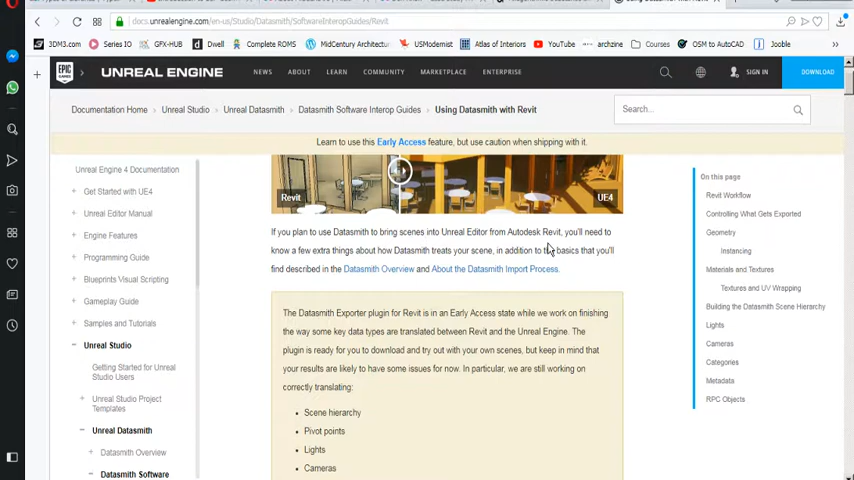 docs.unrealengine.com/en-us/Studio/Datasmith/SoftwareInteropGuides/Revit
3DM3.com
Series IO
GFX-HUB
Dr Cell
Complete ROMS
MidCentury Architectu
USModernist
Atlas of Interiors
YouTube
archzine
Courses
OSM to AutoCAD
Jooble
EPIC GAMES
UNREAL ENGINE
NEWS
ABOUT
LEARN
COMMUNITY
MARKETPLACE
ENTERPRISE
SIGN IN
DOWNLOAD
Documentation Home
Unreal Studio
Unreal Datasmith
Datasmith Software Interop Guides
Using Datasmith with Revit
Search...
Learn to use this Early Access feature, but use caution when shipping with it.
Unreal Engine 4 Documentation
Get Started with UE4
Unreal Editor Manual
Engine Features
Programming Guide
Blueprints Visual Scripting
Gameplay Guide
Samples and Tutorials
Unreal Studio
Getting Started for Unreal
Studio Users
Unreal Studio Project
Templates
Unreal Datasmith
Datasmith Overview
Datasmith Software
Revit
UE4
If you plan to use Datasmith to bring scenes into Unreal Editor from Autodesk Revit, you'll need to
know a few extra things about how Datasmith treats your scene, in addition to the basics that you'll
find described in the Datasmith Overview and About the Datasmith Import Process.
The Datasmith Exporter plugin for Revit is in an Early Access state while we work on finishing
the way some key data types are translated between Revit and the Unreal Engine. The
plugin is ready for you to download and try out with your own scenes, but keep in mind that
your results are likely to have some issues for now. In particular, we are still working on
correctly translating:
Scene hierarchy
Pivot points
Lights
Cameras
On this page
Revit Workflow
Controlling What Gets Exported
Geometry
Instancing
Materials and Textures
Textures and UV Wrapping
Building the Datasmith Scene Hierarchy
Lights
Cameras
Categories
Metadata
RPC Objects